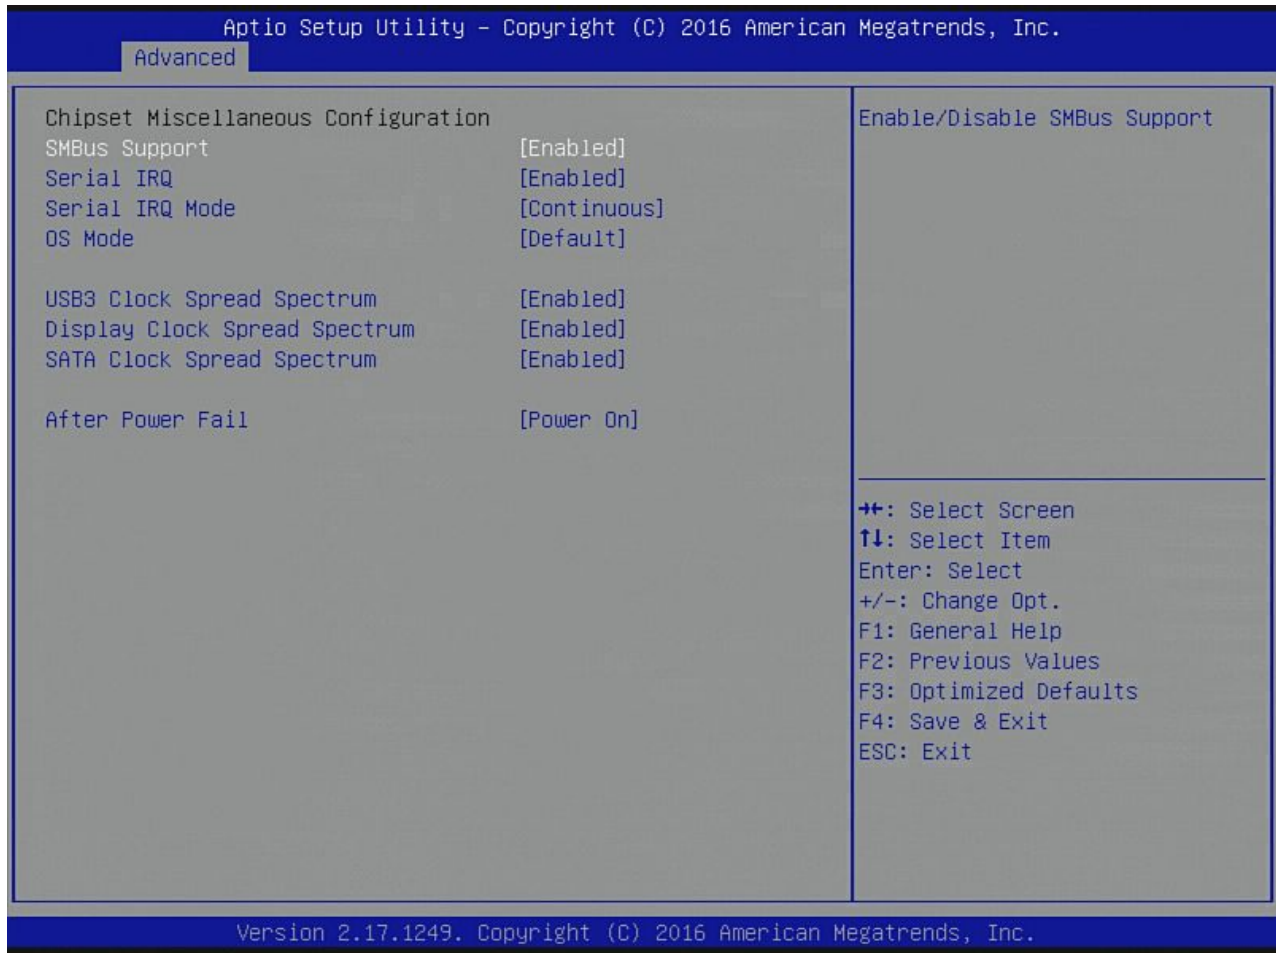 Aptio Setup Utility – Copyright (C) 2016 American Megatrends, Inc.
Advanced
Chipset Miscellaneous Configuration
SMBus Support [Enabled]
Serial IRQ [Enabled]
Serial IRQ Mode [Continuous]
OS Mode [Default]
USB3 Clock Spread Spectrum [Enabled]
Display Clock Spread Spectrum [Enabled]
SATA Clock Spread Spectrum [Enabled]
After Power Fail [Power On]
Enable/Disable SMBus Support
→←: Select Screen
↑↓: Select Item
Enter: Select
+/-: Change Opt.
F1: General Help
F2: Previous Values
F3: Optimized Defaults
F4: Save & Exit
ESC: Exit
Version 2.17.1249. Copyright (C) 2016 American Megatrends, Inc.